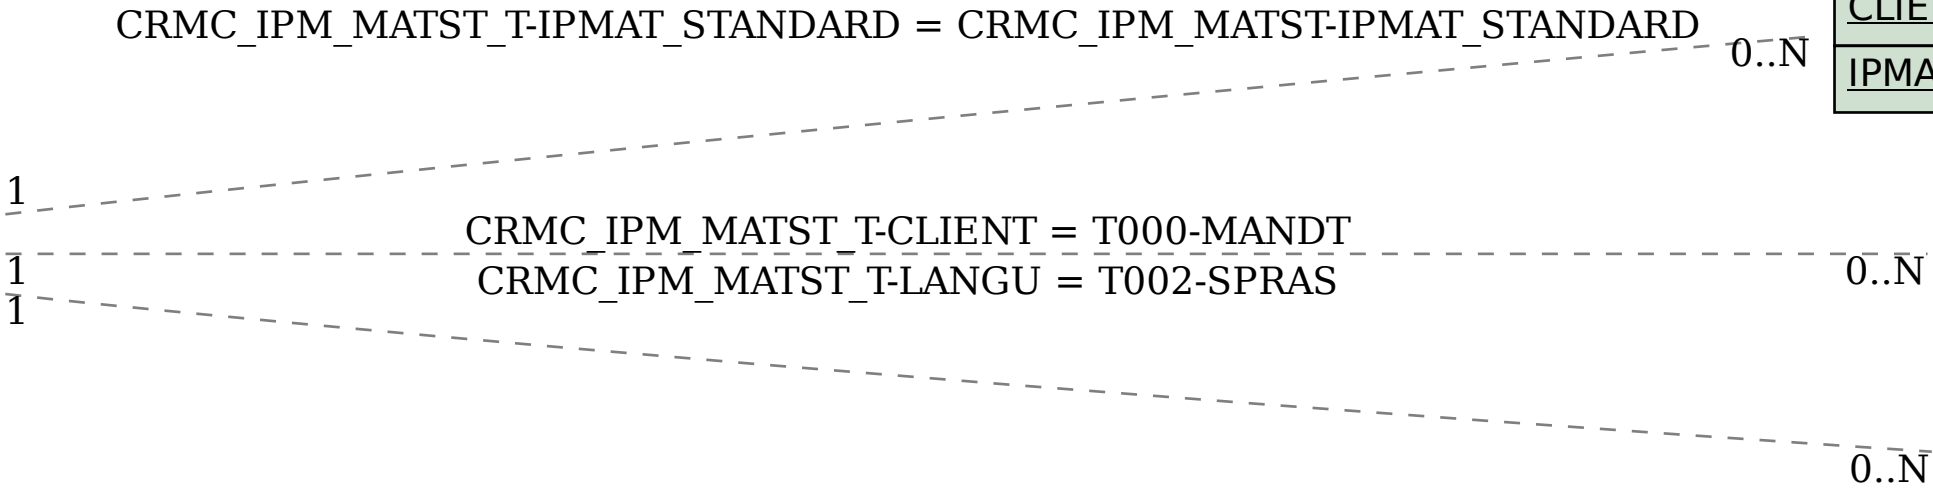 CRMC_IPM_MATST_T-IPMAT_STANDARD = CRMC_IPM_MATST-IPMAT_STANDARD
0..N
1
CRMC_IPM_MATST_T-CLIENT = T000-MANDT
1
0..N
CRMC_IPM_MATST_T-LANGU = T002-SPRAS
1
0..N